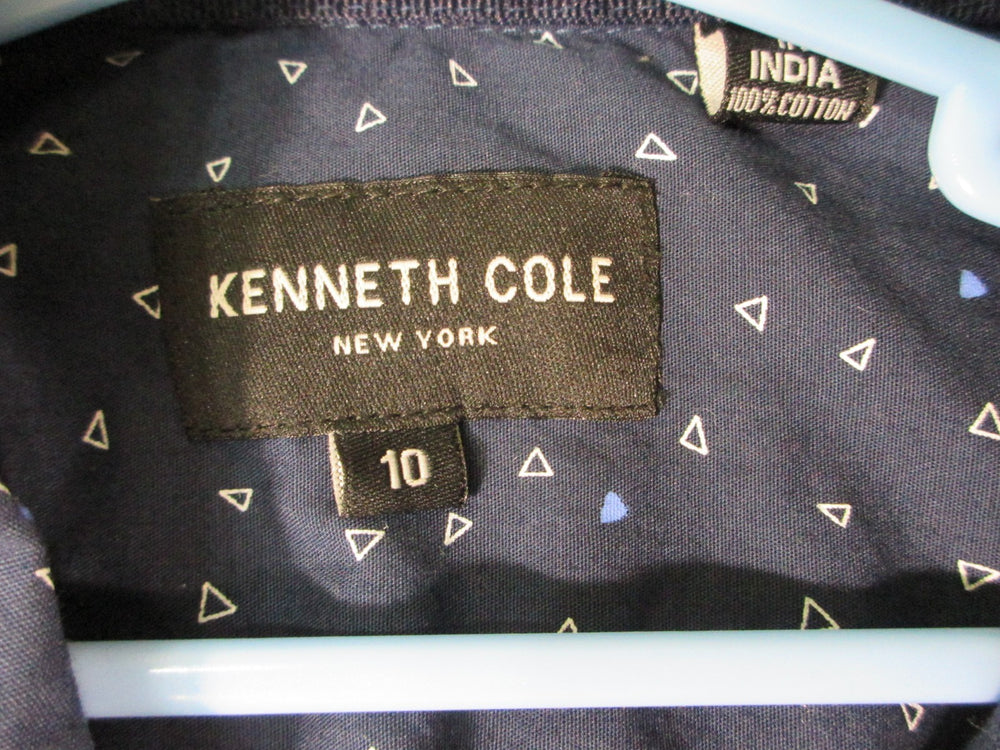 INDIA
100% COTTON
KENNETH COLE
NEW YORK
10